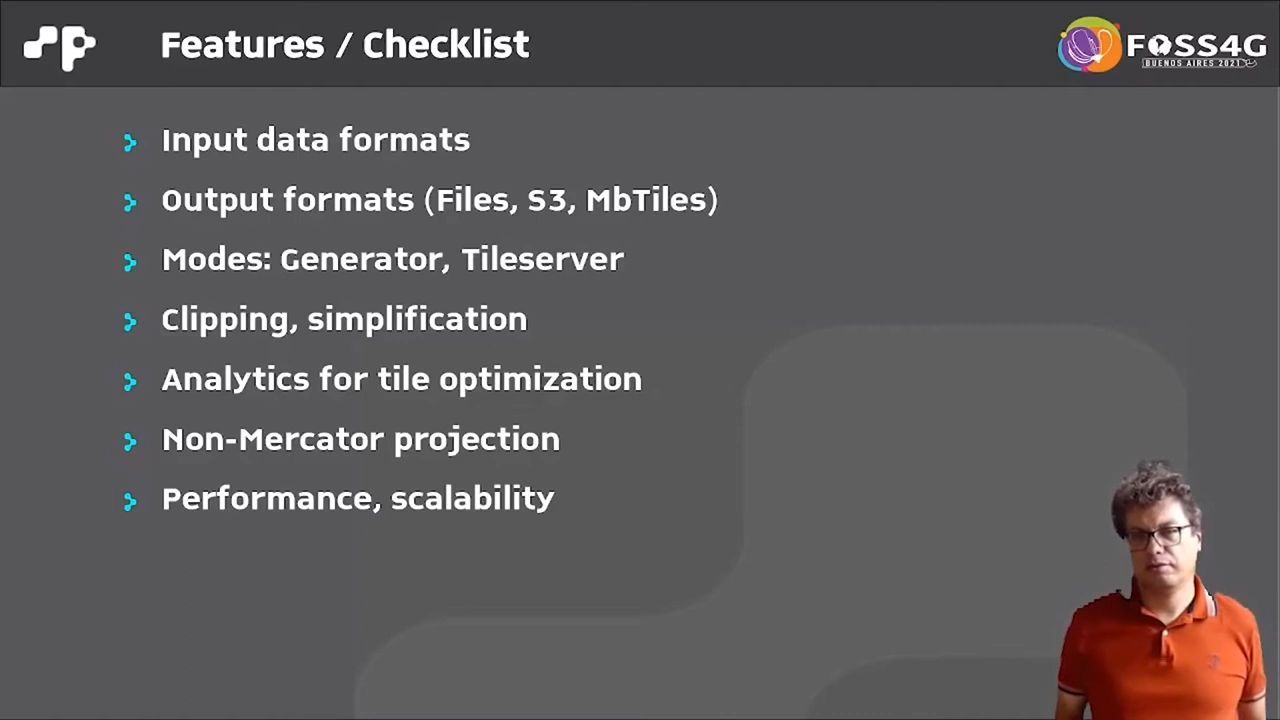 Features / Checklist
FOSS4G
BUENOS AIRES 2021
Input data formats
Output formats (Files, S3, MbTiles)
Modes: Generator, Tileserver
Clipping, simplification
Analytics for tile optimization
Non-Mercator projection
Performance, scalability